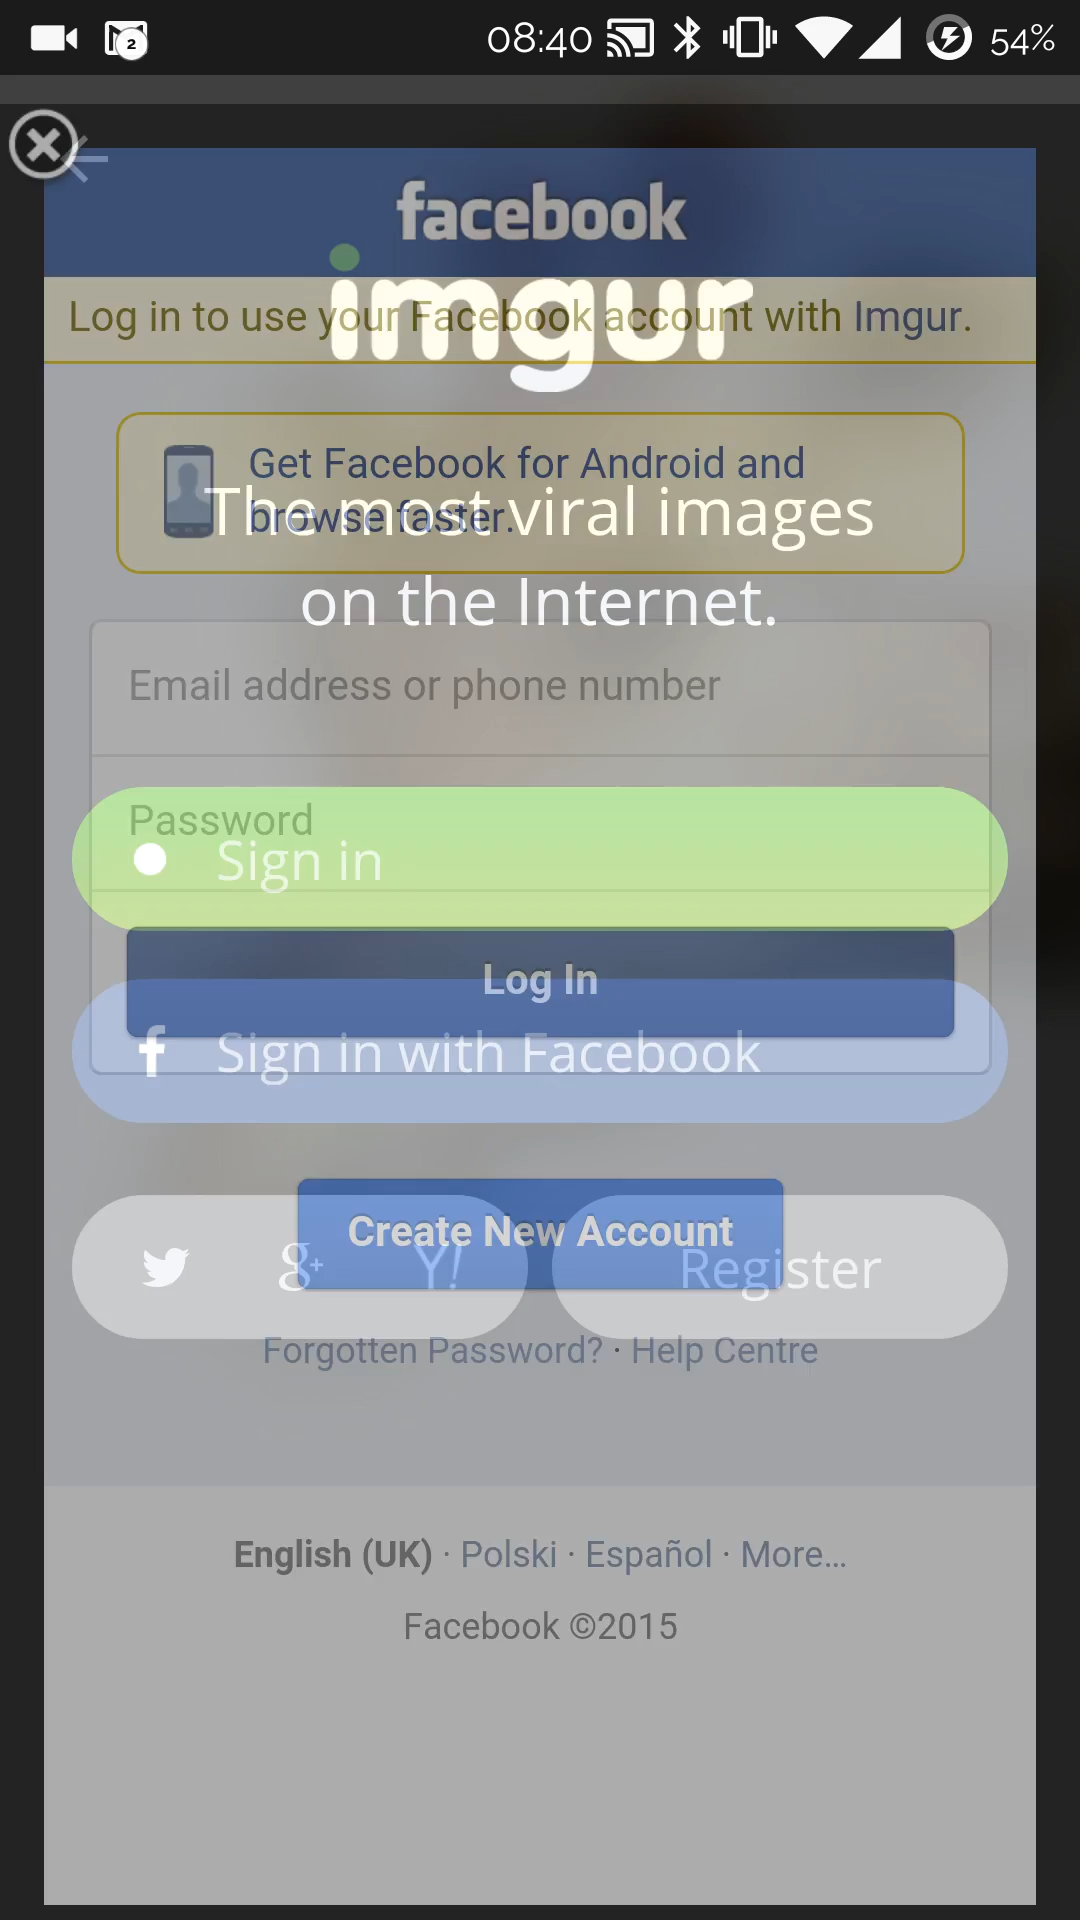 2
08:40
54%
facebook
imgur
Log in to use your Facebook account with Imgur.
Get Facebook for Android and
browse faster.
The most viral images
on the Internet.
Email address or phone number
Password
Sign in
Log In
Sign in with Facebook
Create New Account
g+ Y! Register
Forgotten Password? · Help Centre
English (UK) · Polski · Español · More...
Facebook ©2015